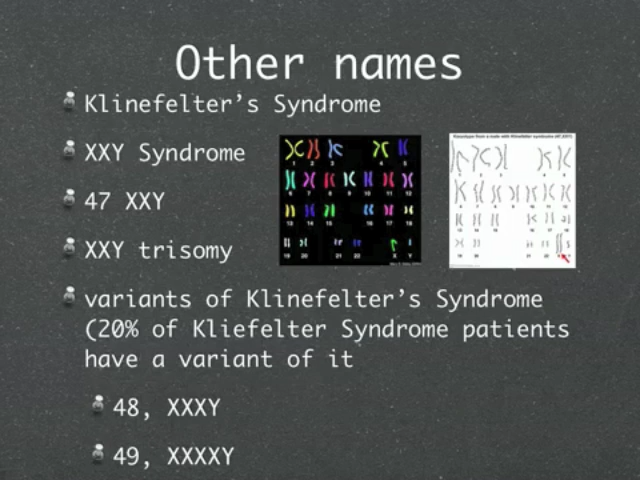 Other names
Klinefelter's Syndrome
XXY Syndrome
47 XXY
XXY trisomy
variants of Klinefelter's Syndrome
(20% of Kliefelter Syndrome patients
have a variant of it
48, XXXY
49, XXXXY